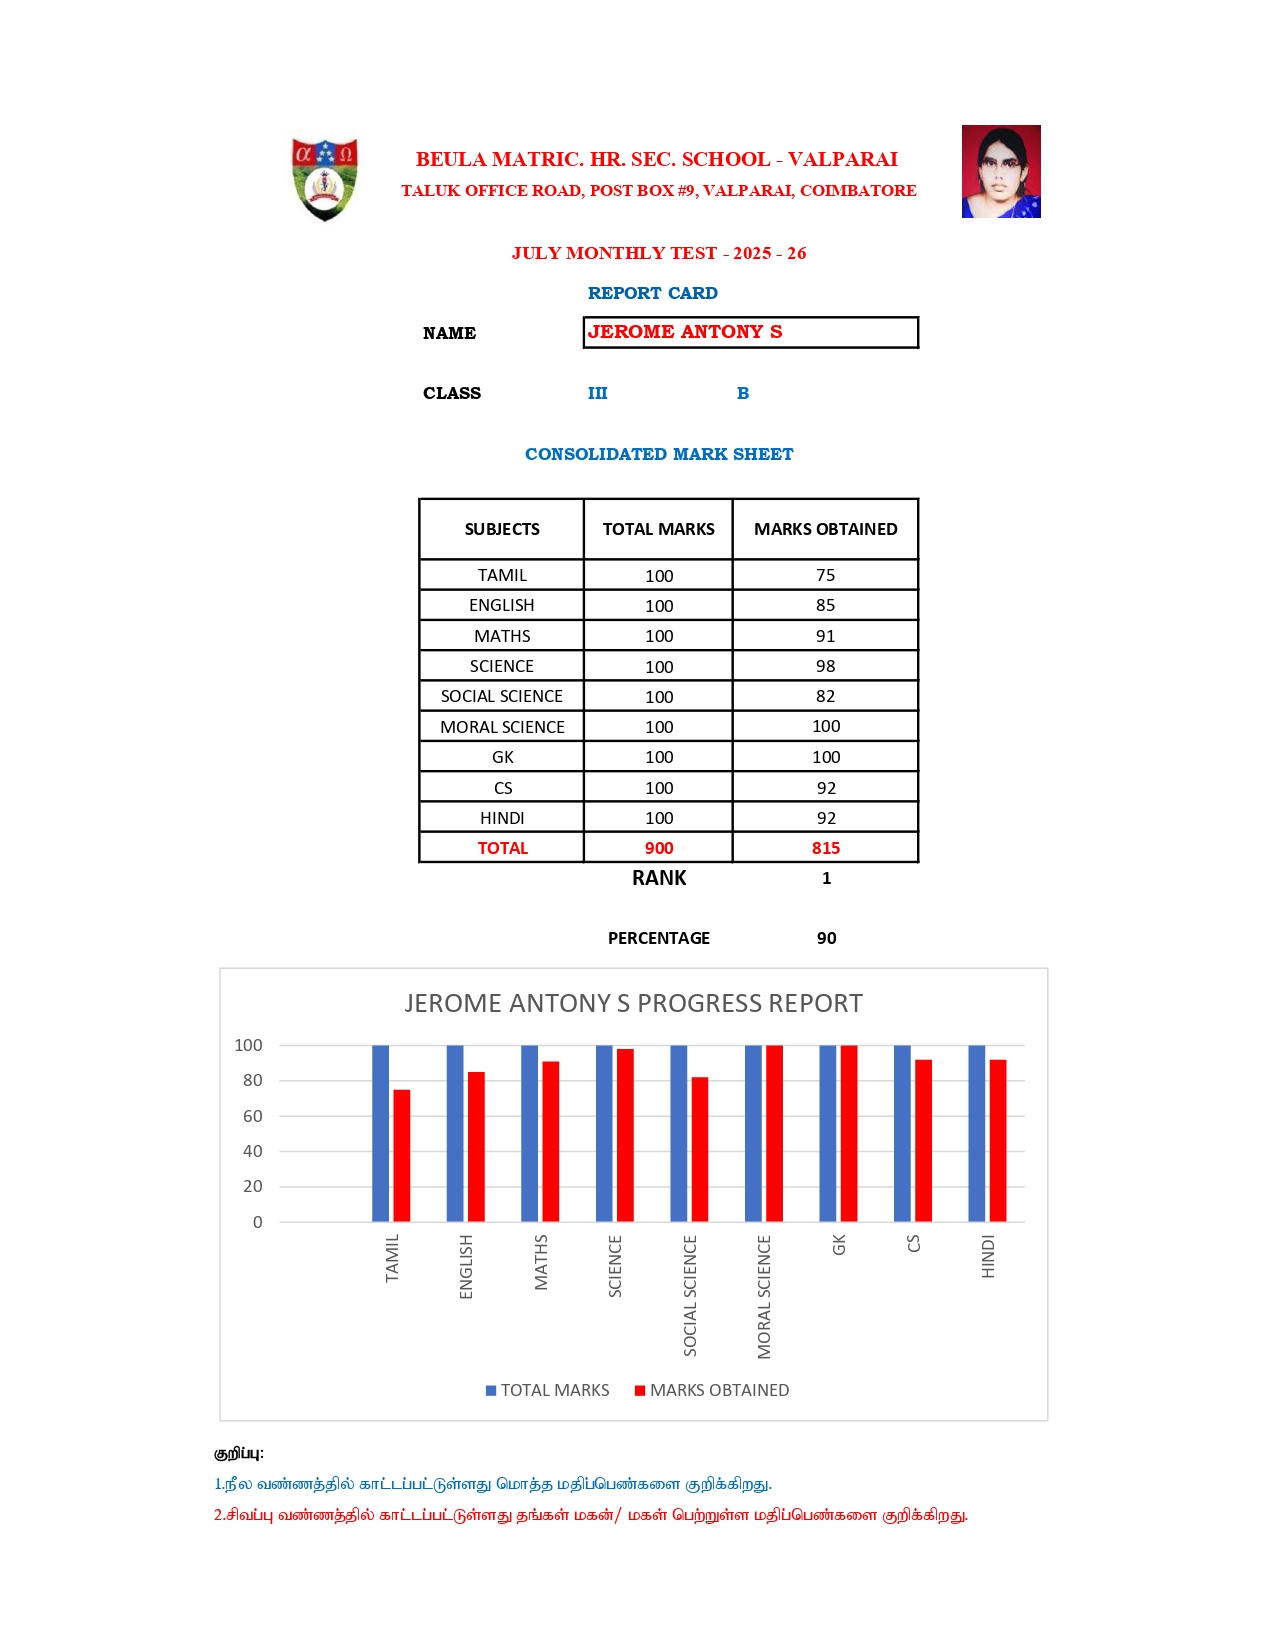 α Ω
BEULA MATRIC. HR. SEC. SCHOOL - VALPARAI
TALUK OFFICE ROAD, POST BOX #9, VALPARAI, COIMBATORE
JULY MONTHLY TEST - 2025 - 26
REPORT CARD
NAME JEROME ANTONY S
CLASS III B
CONSOLIDATED MARK SHEET
SUBJECTS TOTAL MARKS MARKS OBTAINED
TAMIL 100 75
ENGLISH 100 85
MATHS 100 91
SCIENCE 100 98
SOCIAL SCIENCE 100 82
MORAL SCIENCE 100 100
GK 100 100
CS 100 92
HINDI 100 92
TOTAL 900 815
RANK 1
PERCENTAGE 90
JEROME ANTONY S PROGRESS REPORT
100
80
60
40
20
0
TAMIL
ENGLISH
MATHS
SCIENCE
SOCIAL SCIENCE
MORAL SCIENCE
GK
CS
HINDI
TOTAL MARKS MARKS OBTAINED
குறிப்பு:
1.நீல வண்ணத்தில் காட்டப்பட்டுள்ளது மொத்த மதிப்பெண்களை குறிக்கிறது.
2.சிவப்பு வண்ணத்தில் காட்டப்பட்டுள்ளது தங்கள் மகன்/ மகள் பெற்றுள்ள மதிப்பெண்களை குறிக்கிறது.